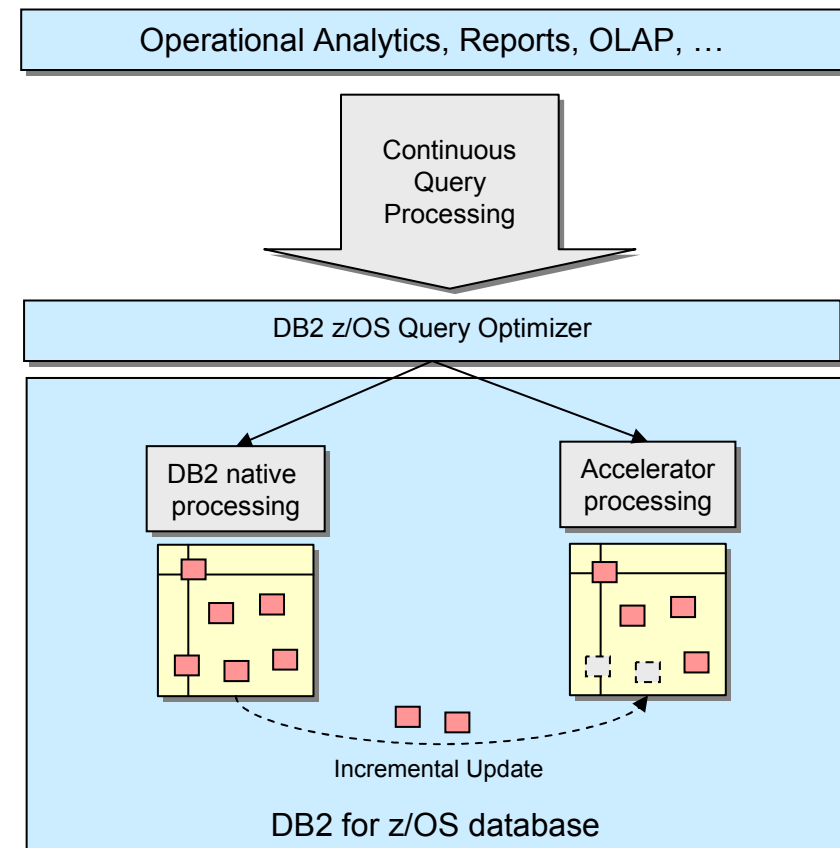 Operational Analytics, Reports, OLAP, …
Continuous
Query
Processing
DB2 z/OS Query Optimizer
DB2 native
processing
Accelerator
processing
Incremental Update
DB2 for z/OS database